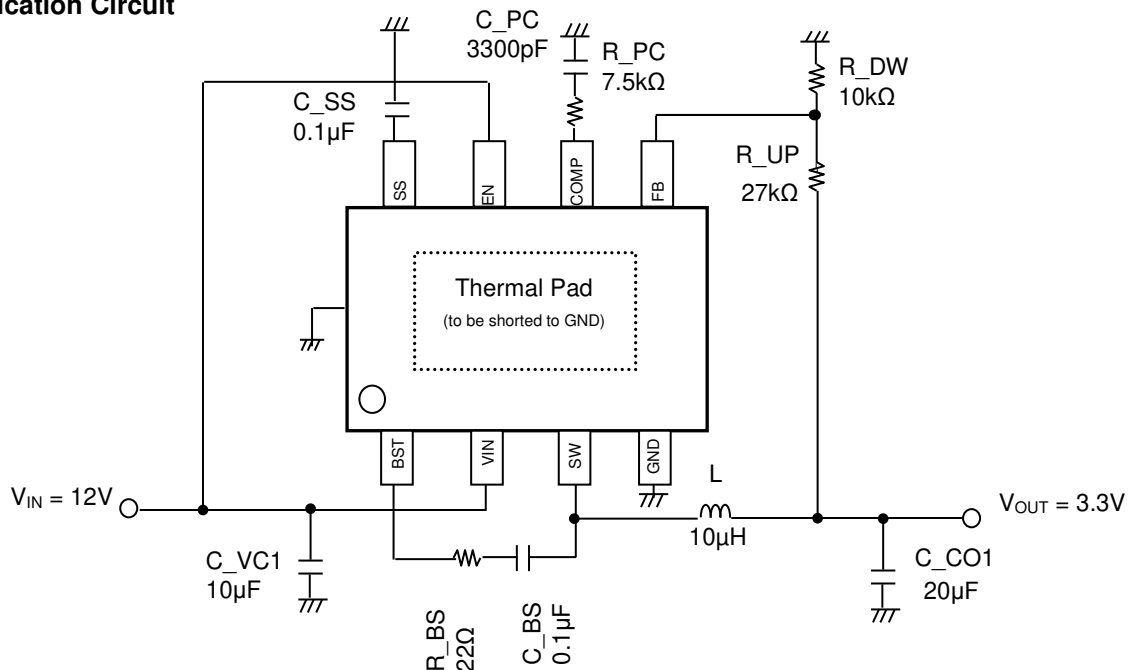 ication Circuit
C_PC
3300pF
R_PC
7.5kΩ
R_DW
10kΩ
C_SS
0.1µF
R_UP
27kΩ
SS
EN
COMP
FB
Thermal Pad
(to be shorted to GND)
BST
VIN
SW
GND
L
10µH
VIN = 12V
VOUT = 3.3V
C_VC1
10µF
C_CO1
20µF
R_BS
22Ω
C_BS
0.1µF